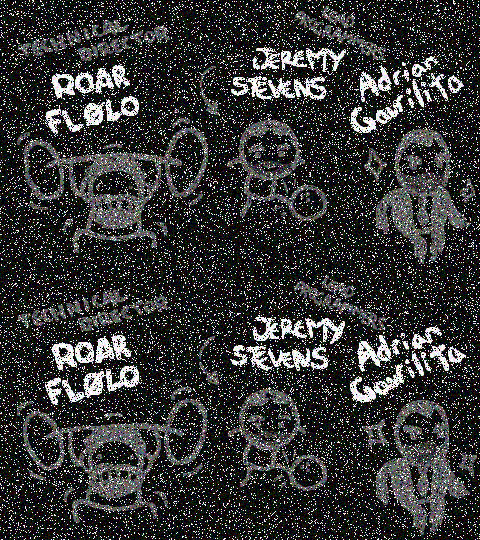 TECHNICAL
DIRECTOR
ROAR
FLØLO
JEREMY
STEVENS
Adrian
Gavrilita
TECHNICAL
DIRECTOR
ROAR
FLØLO
JEREMY
STEVENS
Adrian
Gavrilita